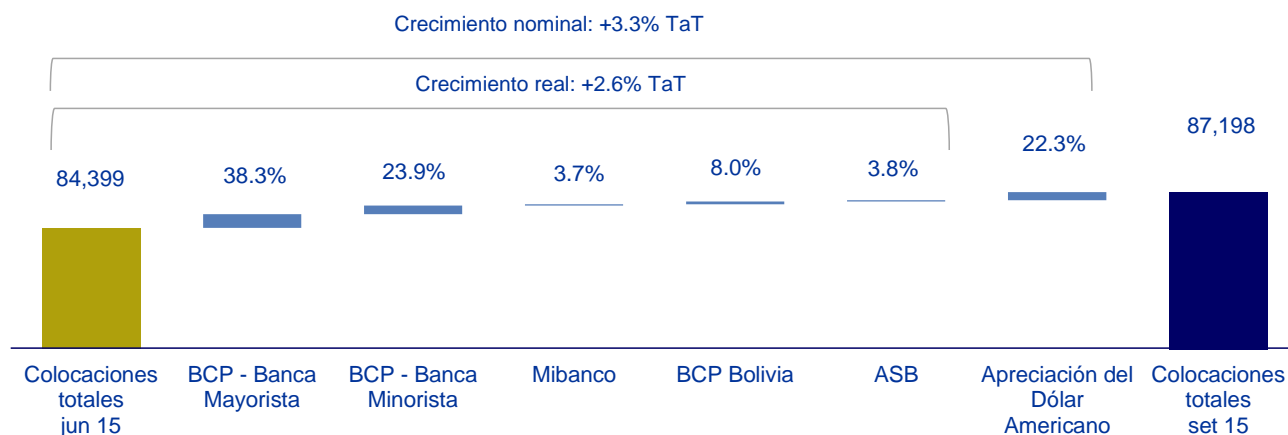 Crecimiento nominal: +3.3% TaT
Crecimiento real: +2.6% TaT
84,399
38.3%
23.9%
3.7%
8.0%
3.8%
22.3%
87,198
Colocaciones
totales
jun 15
BCP - Banca
Mayorista
BCP - Banca
Minorista
Mibanco
BCP Bolivia
ASB
Apreciación del
Dólar
Americano
Colocaciones
totales
set 15